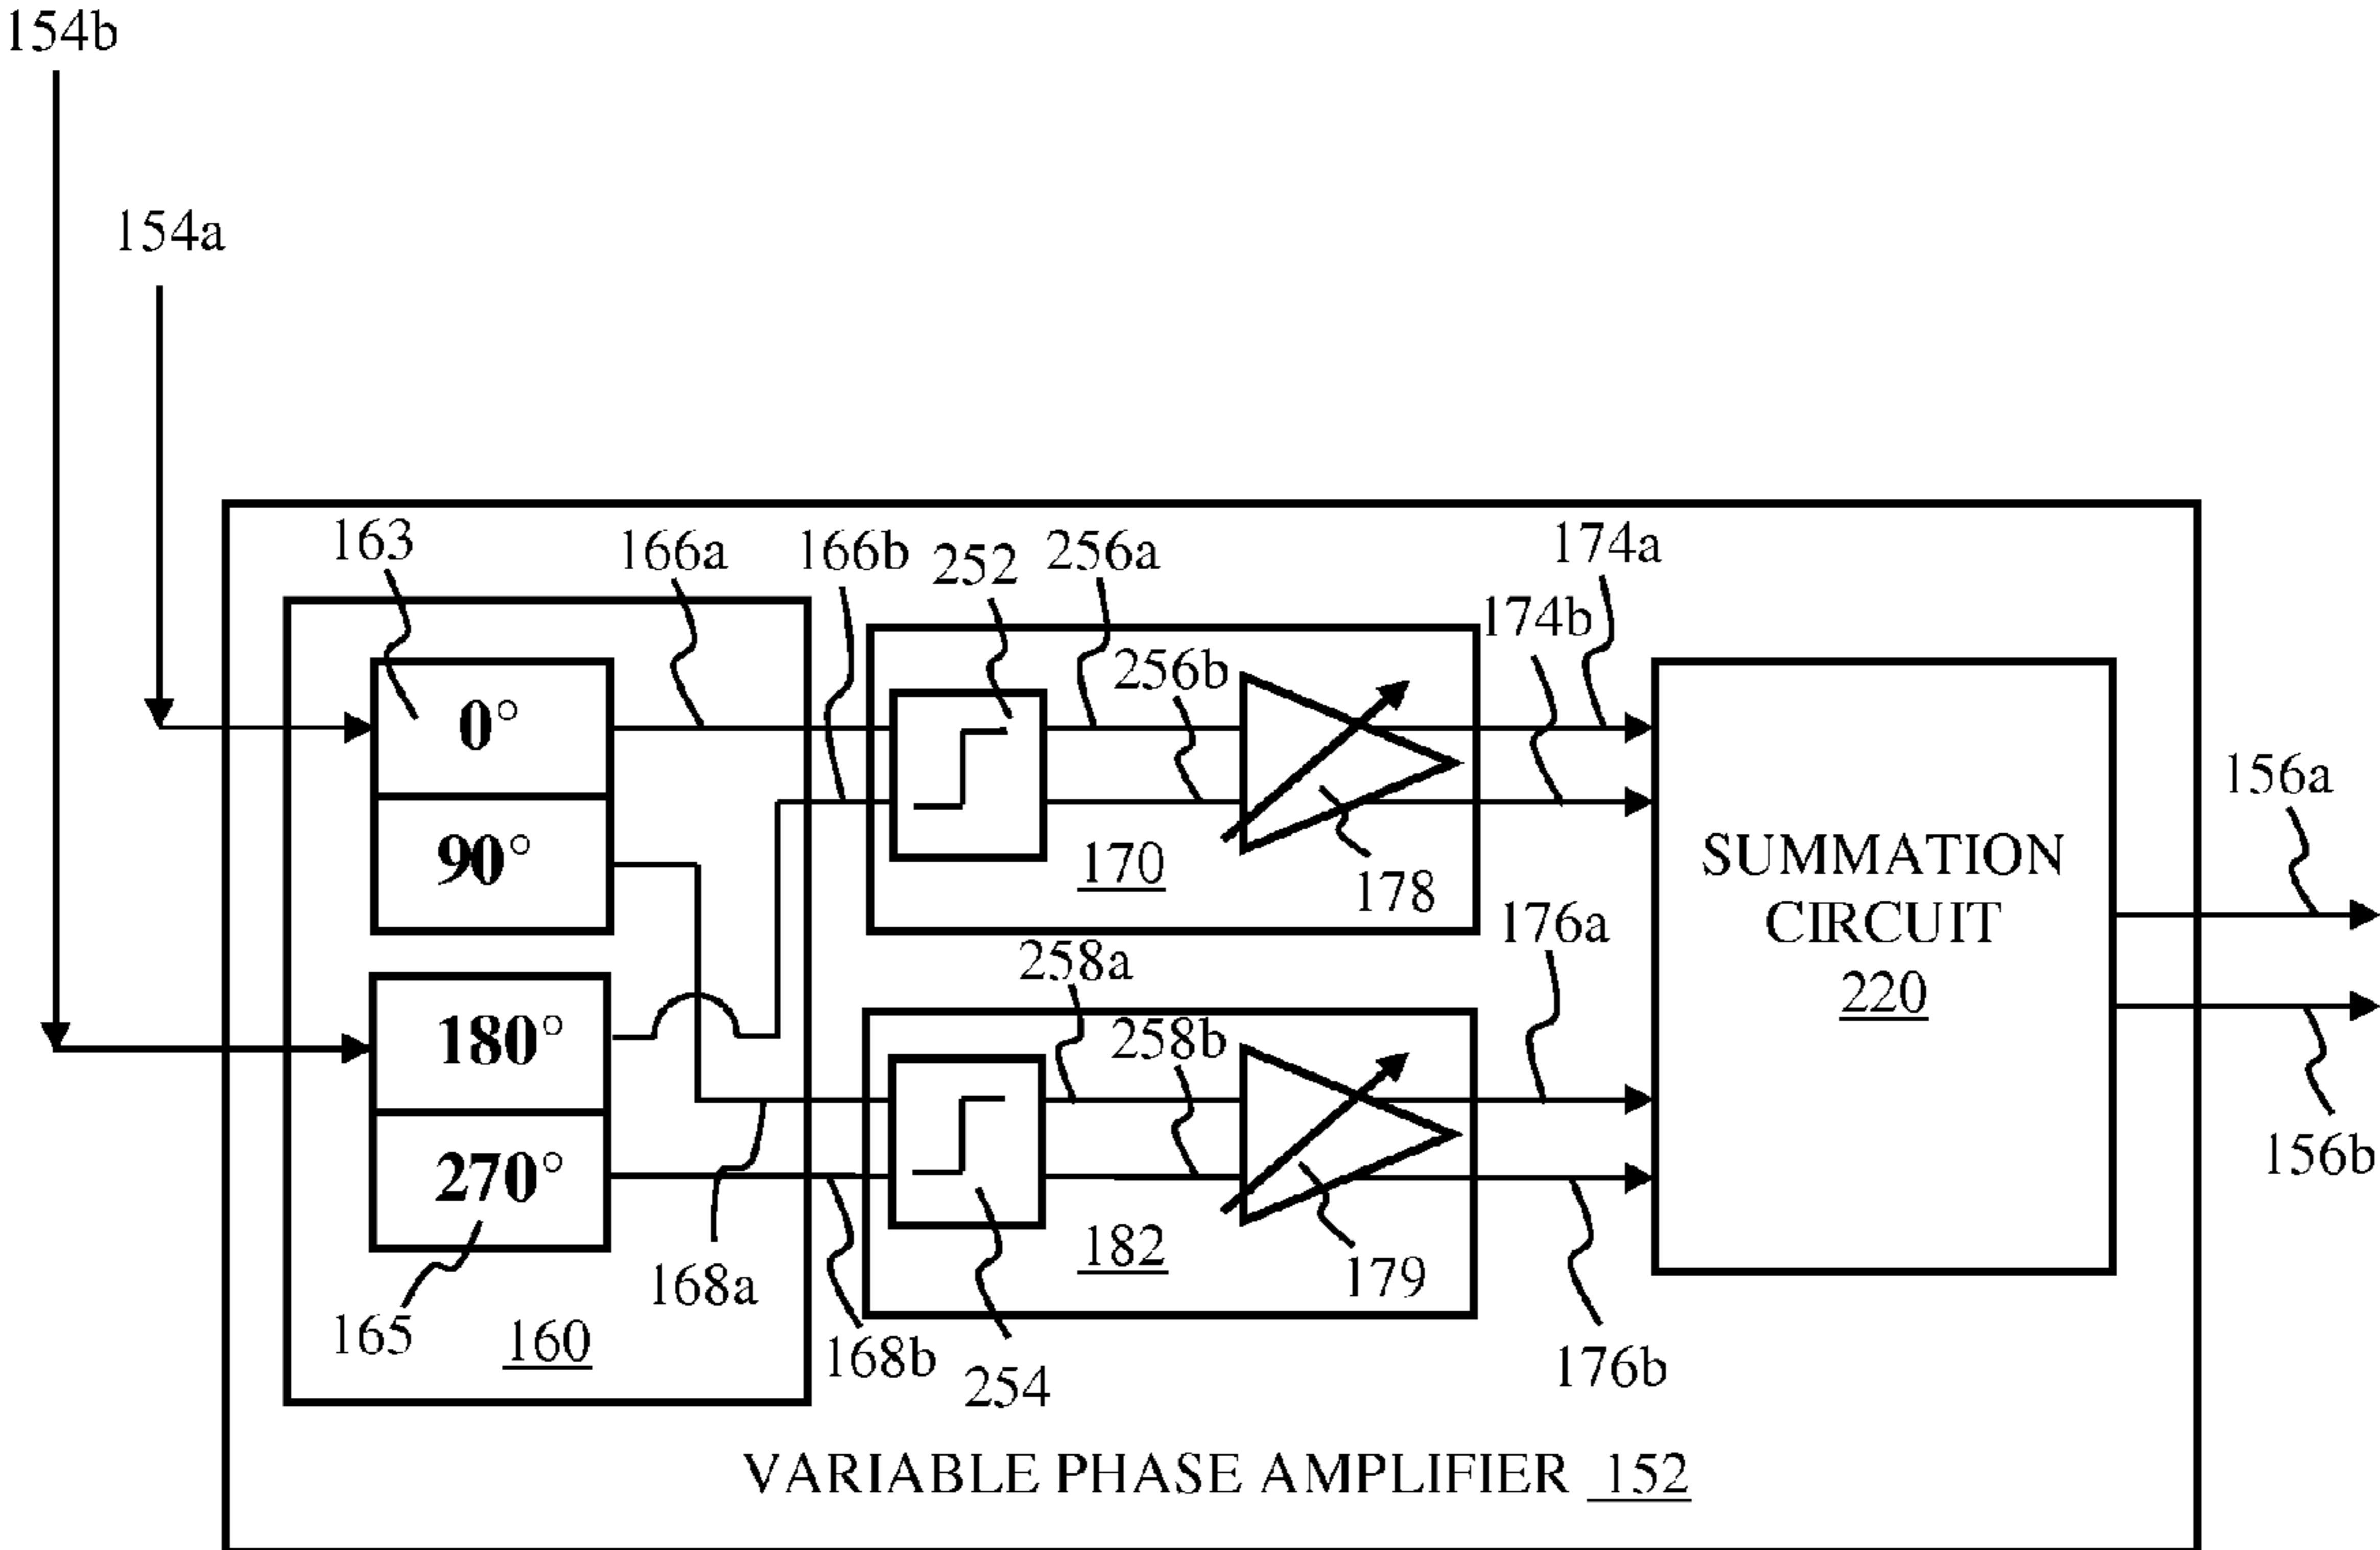 154b
154a
163
166a
166b
252
256a
174a
174b
256b
0°
90°
170
178
156a
SUMMATION
CIRCUIT
220
176a
258a
258b
180°
270°
156b
182
179
168a
165
160
168b
254
176b
VARIABLE PHASE AMPLIFIER 152